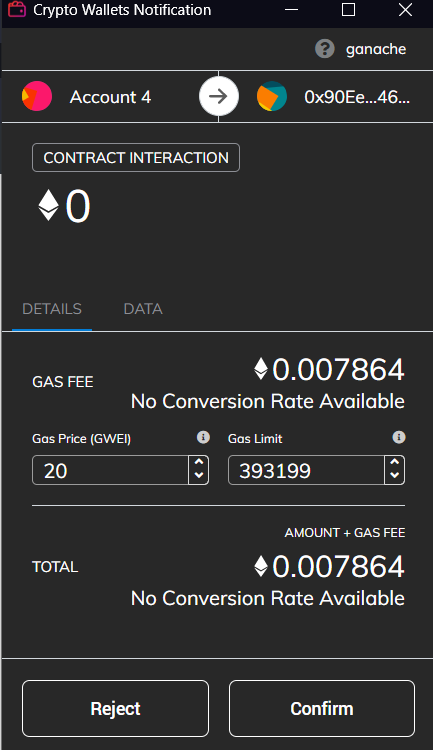 Crypto Wallets Notification
? ganache
Account 4 0x90Ee...46...
CONTRACT INTERACTION
0
DETAILS DATA
GAS FEE 0.007864
No Conversion Rate Available
Gas Price (GWEI) Gas Limit
20 393199
AMOUNT + GAS FEE
TOTAL 0.007864
No Conversion Rate Available
Reject Confirm